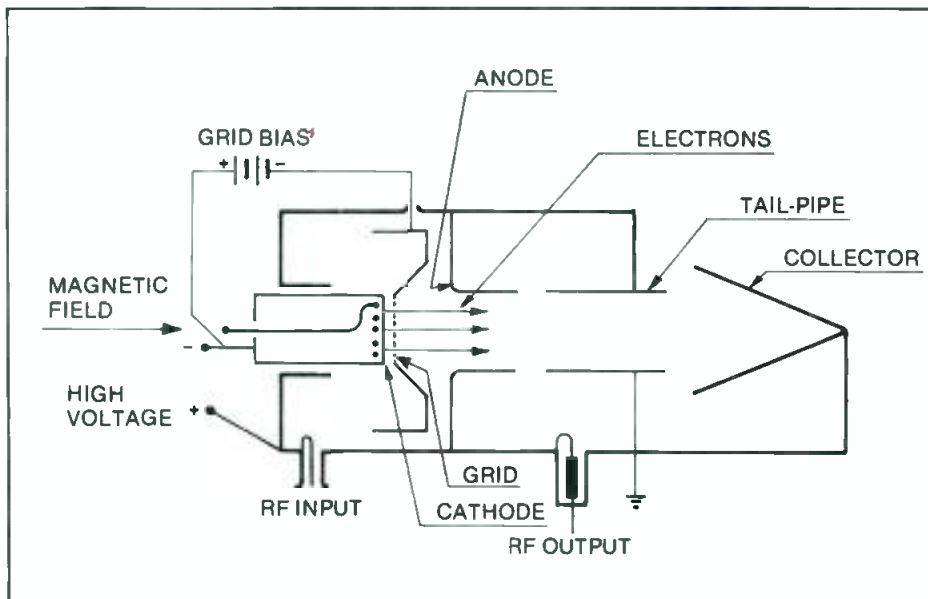 ANODE
GRID BIAS
+ -
ELECTRONS
TAIL-PIPE
COLLECTOR
MAGNETIC
FIELD
-
HIGH
VOLTAGE +
GRID
RF INPUT
CATHODE
RF OUTPUT